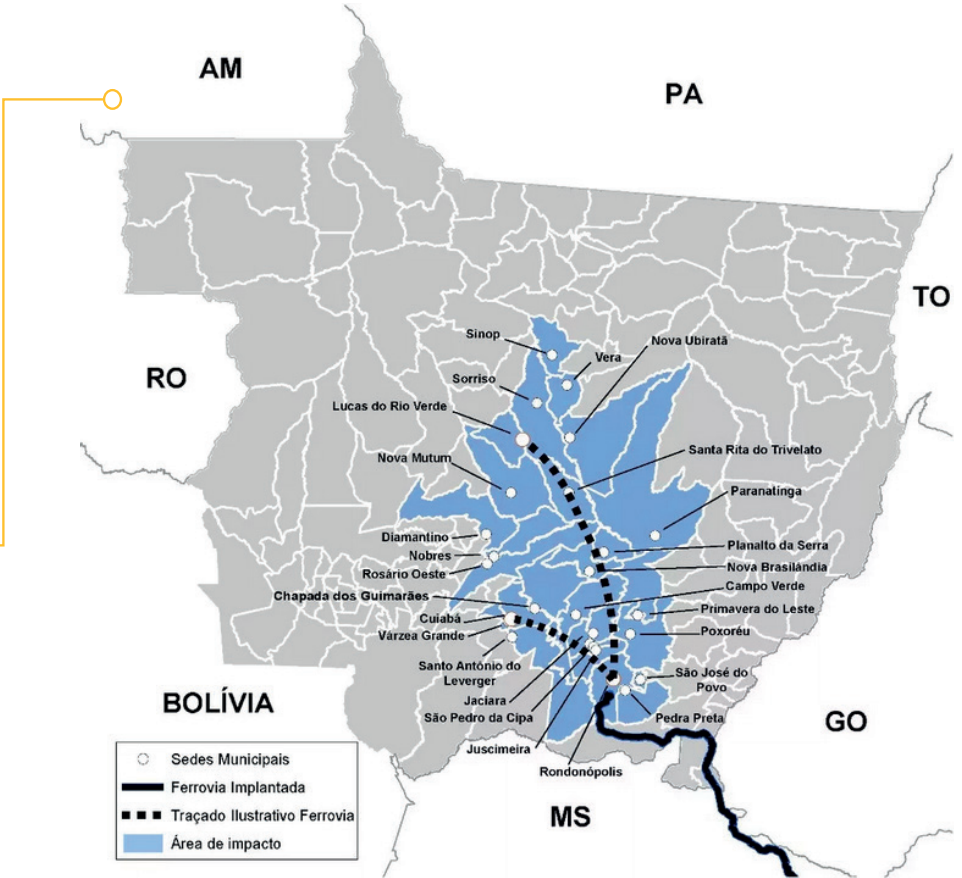 AM
PA
TO
RO
Sinop
Nova Ubiratã
Vera
Sorriso
Lucas do Rio Verde
Santa Rita do Trivelato
Nova Mutum
Paranatinga
Diamantino
Planalto da Serra
Nobres
Nova Brasilândia
Rosário Oeste
Campo Verde
Chapada dos Guimarães
Primavera do Leste
Cuiabá
Várzea Grande
Poxoréu
Santo Antônio do
Leverger
São José do
Povo
Jaciara
São Pedro da Cipa
Pedra Preta
Juscimeira
Rondonópolis
BOLÍVIA
GO
MS
Sedes Municipais
Ferrovia Implantada
Traçado Ilustrativo Ferrovia
Área de impacto